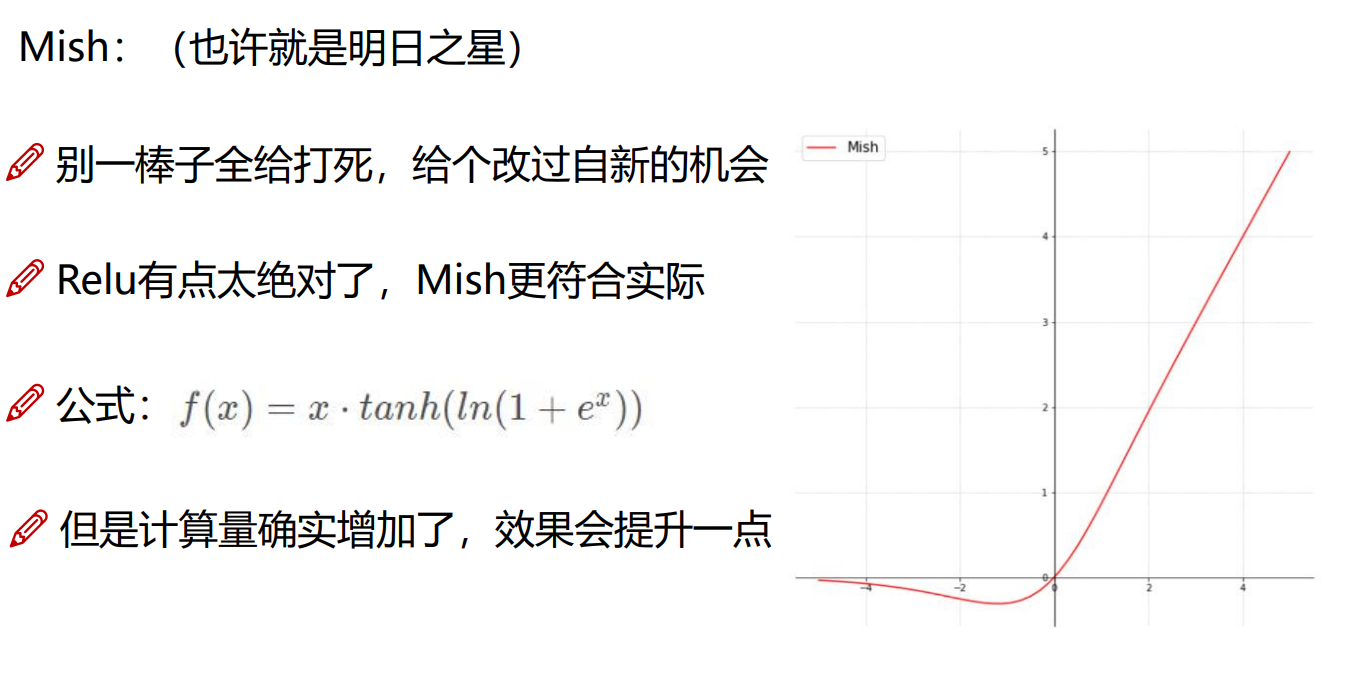 Mish：（也许就是明日之星）
别一棒子全给打死，给个改过自新的机会
Relu有点太绝对了，Mish更符合实际
公式：f(x) = x · tanh(ln(1 + e^x))
但是计算量确实增加了，效果会提升一点
Mish
5
4
3
2
1
0
−4 −2 0 2 4